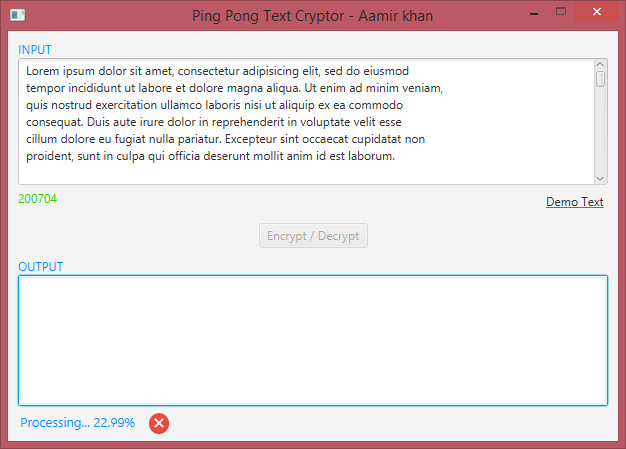 Ping Pong Text Cryptor - Aamir khan
INPUT
Lorem ipsum dolor sit amet, consectetur adipisicing elit, sed do eiusmod
tempor incididunt ut labore et dolore magna aliqua. Ut enim ad minim veniam,
quis nostrud exercitation ullamco laboris nisi ut aliquip ex ea commodo
consequat. Duis aute irure dolor in reprehenderit in voluptate velit esse
cillum dolore eu fugiat nulla pariatur. Excepteur sint occaecat cupidatat non
proident, sunt in culpa qui officia deserunt mollit anim id est laborum.
200704
Demo Text
Encrypt / Decrypt
OUTPUT
Processing... 22.99%